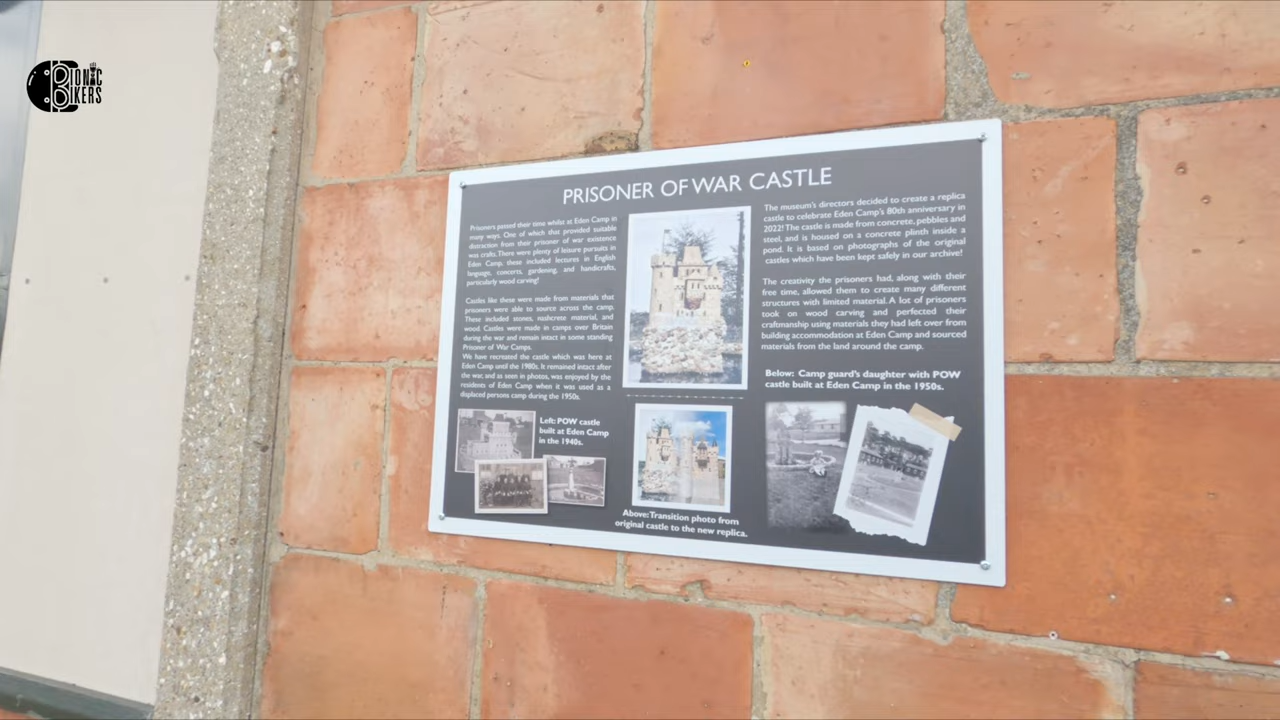 BIONIC
BIKERS
PRISONER OF WAR CASTLE
Prisoners passed their time whilst at Eden Camp in
many ways. One of which that provided suitable
distraction from their prisoner of war existence
was crafts. There were plenty of leisure pursuits in
Eden Camp, these included lectures in English
language, concerts, gardening, and handicrafts,
particularly wood carving!
Castles like these were made from materials that
prisoners were able to source across the camp.
These included stones, nashcrete material, and
wood. Castles were made in camps over Britain
during the war and remain intact in some standing
Prisoner of War Camps.
We have recreated the castle which was here at
Eden Camp until the 1980s. It remained intact after
the war, and as seen in photos, was enjoyed by the
residents of Eden Camp when it was used as a
displaced persons camp during the 1950s.
Left: POW castle
built at Eden Camp
in the 1940s.
Above: Transition photo from
original castle to the new replica.
The museum's directors decided to create a replica
castle to celebrate Eden Camp's 80th anniversary in
2022! The castle is made from concrete, pebbles and
steel, and is housed on a concrete plinth inside a
pond. It is based on photographs of the original
castles which have been kept safely in our archive!
The creativity the prisoners had, along with their
free time, allowed them to create many different
structures with limited material. A lot of prisoners
took on wood carving and perfected their
craftmanship using materials they had left over from
building accommodation at Eden Camp and sourced
materials from the land around the camp.
Below: Camp guard's daughter with POW
castle built at Eden Camp in the 1950s.